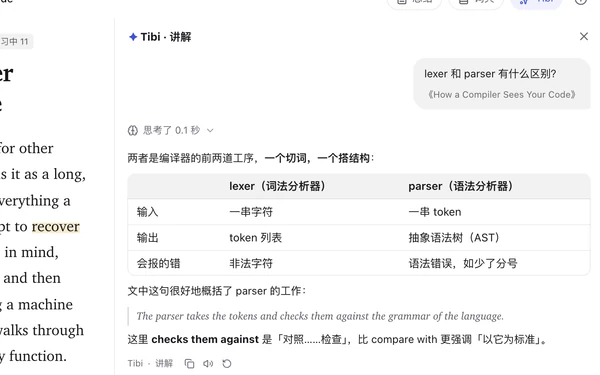 Tibi
习中 11
Tibi · 讲解
er
e
lexer 和 parser 有什么区别?
《How a Compiler Sees Your Code》
思考了 0.1 秒
for other
s it as a long,
verything a
pt to recover
in mind,
and then
g a machine
walks through
y function.
两者是编译器的前两道工序，一个切词，一个搭结构：
lexer（词法分析器） parser（语法分析器）
输入 一串字符 一串 token
输出 token 列表 抽象语法树（AST）
会报的错 非法字符 语法错误，如少了分号
文中这句很好地概括了 parser 的工作：
The parser takes the tokens and checks them against the grammar of the language.
这里 checks them against 是「对照……检查」，比 compare with 更强调「以它为标准」。
Tibi · 讲解